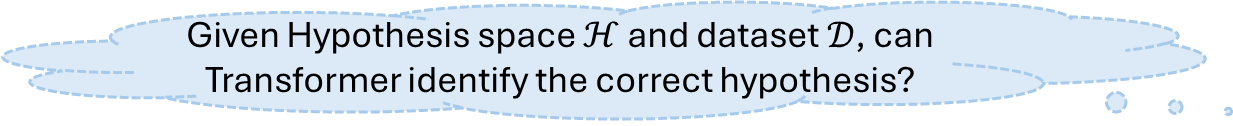 Given Hypothesis space ℋ and dataset 𝒟, can
Transformer identify the correct hypothesis?